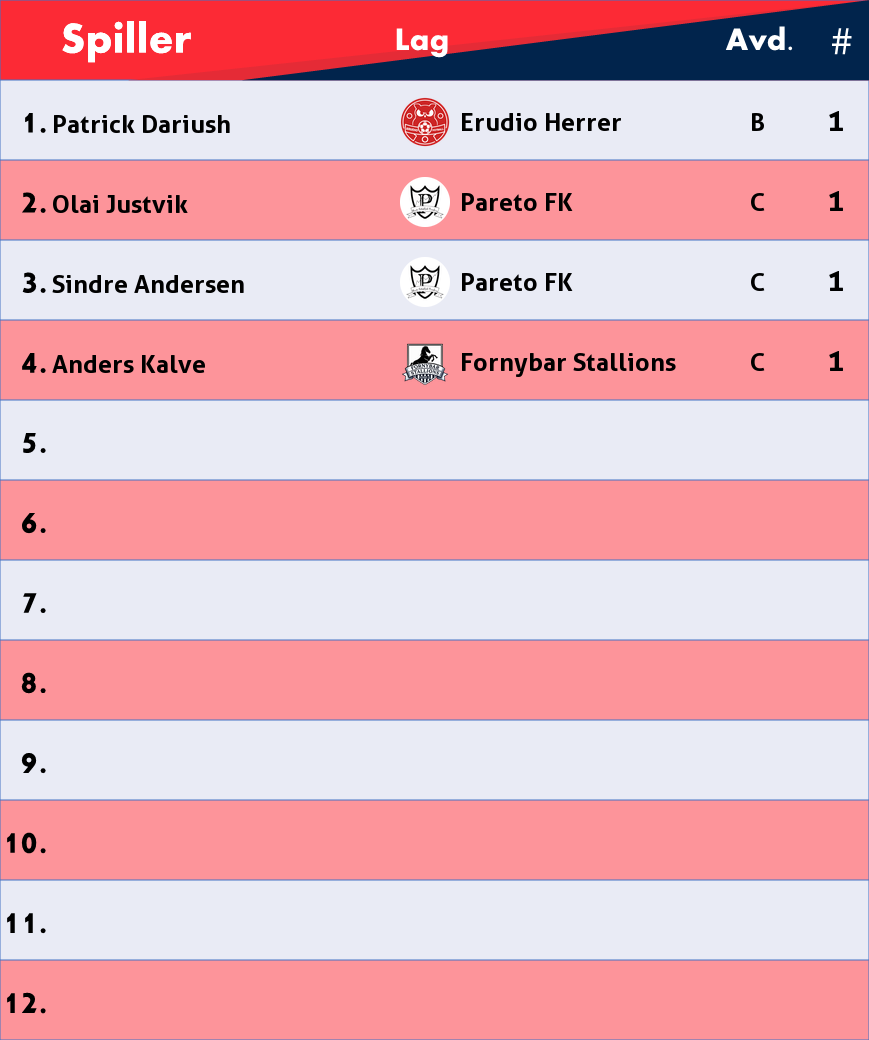 Spiller Lag Avd. #
1. Patrick Dariush Erudio Herrer B 1
2. Olai Justvik Pareto FK C 1
3. Sindre Andersen Pareto FK C 1
4. Anders Kalve Fornybar Stallions C 1
5.
6.
7.
8.
9.
10.
11.
12.